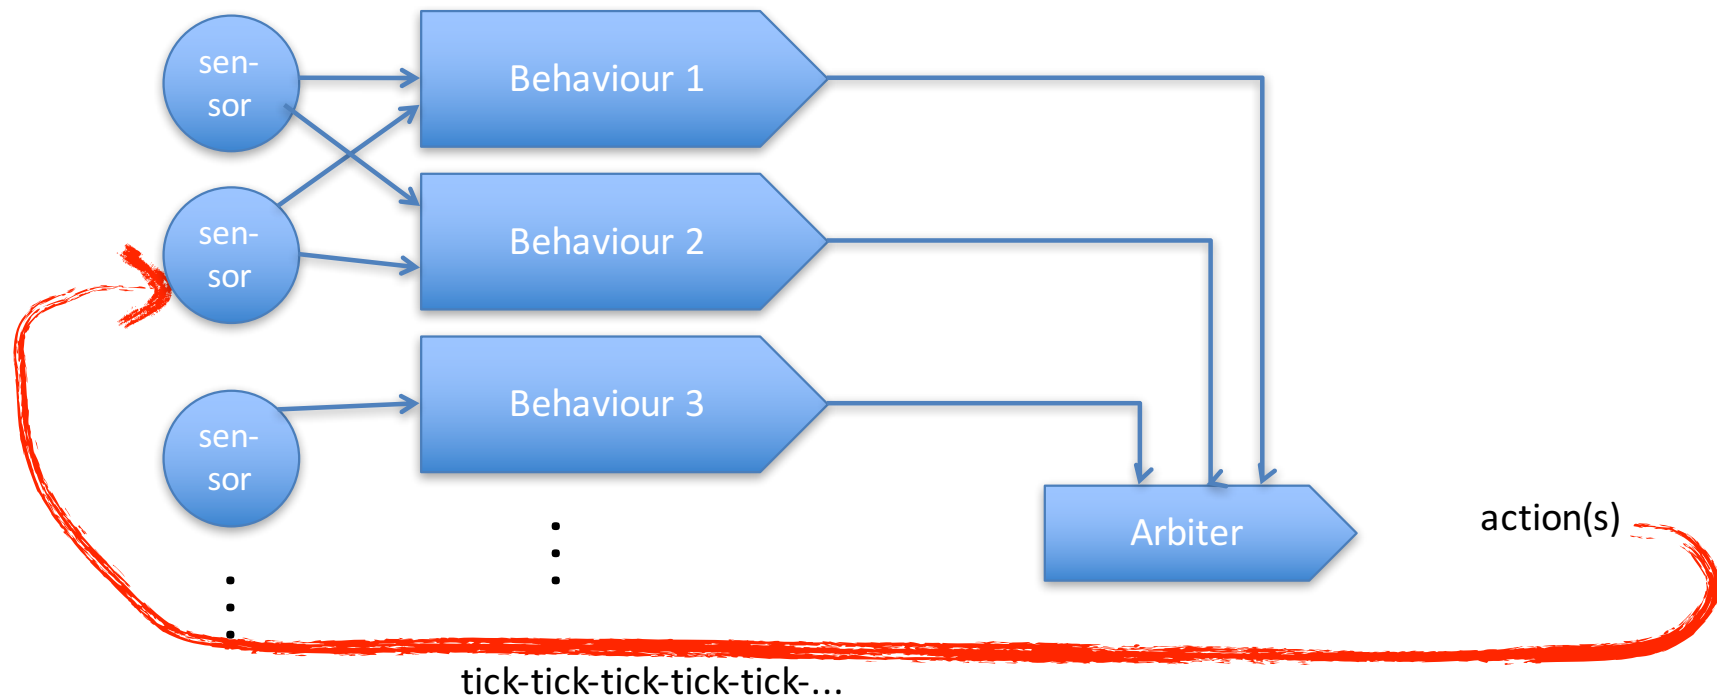 sen-
sor
Behaviour 1
sen-
sor
Behaviour 2
sen-
sor
Behaviour 3
Arbiter
action(s)
tick-tick-tick-tick-tick-...